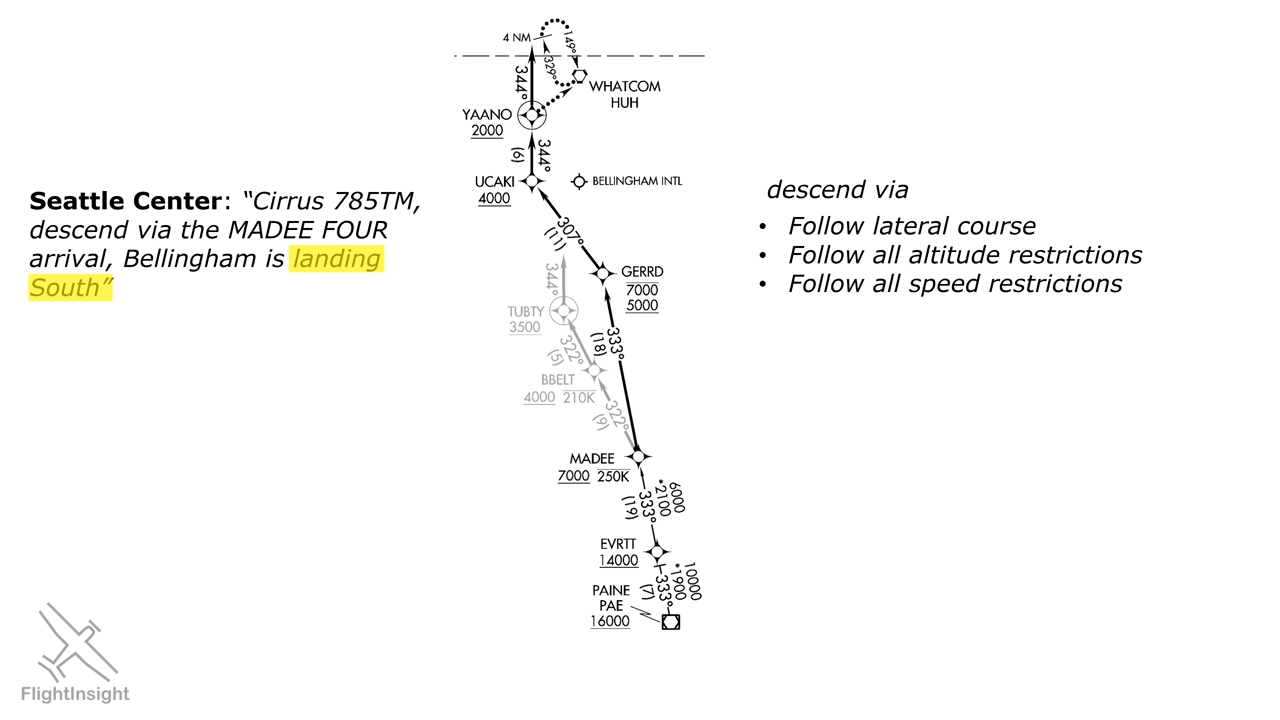 Seattle Center: “Cirrus 785TM,
descend via the MADEE FOUR
arrival, Bellingham is landing
South”
4 NM
149°
329°
344°
WHATCOM
HUH
YAANO
2000
344°
(6)
UCAKI
4000
BELLINGHAM INTL
307°
(11)
GERRD
7000
5000
344°
TUBTY
3500
322°
(5)
333°
(18)
BBELT
4000 210K
322°
(9)
MADEE
7000 250K
6000
*2100
333°
(19)
EVRTT
14000
10000
*1900
333°
(7)
PAINE
PAE
16000
descend via
• Follow lateral course
• Follow all altitude restrictions
• Follow all speed restrictions
FlightInsight